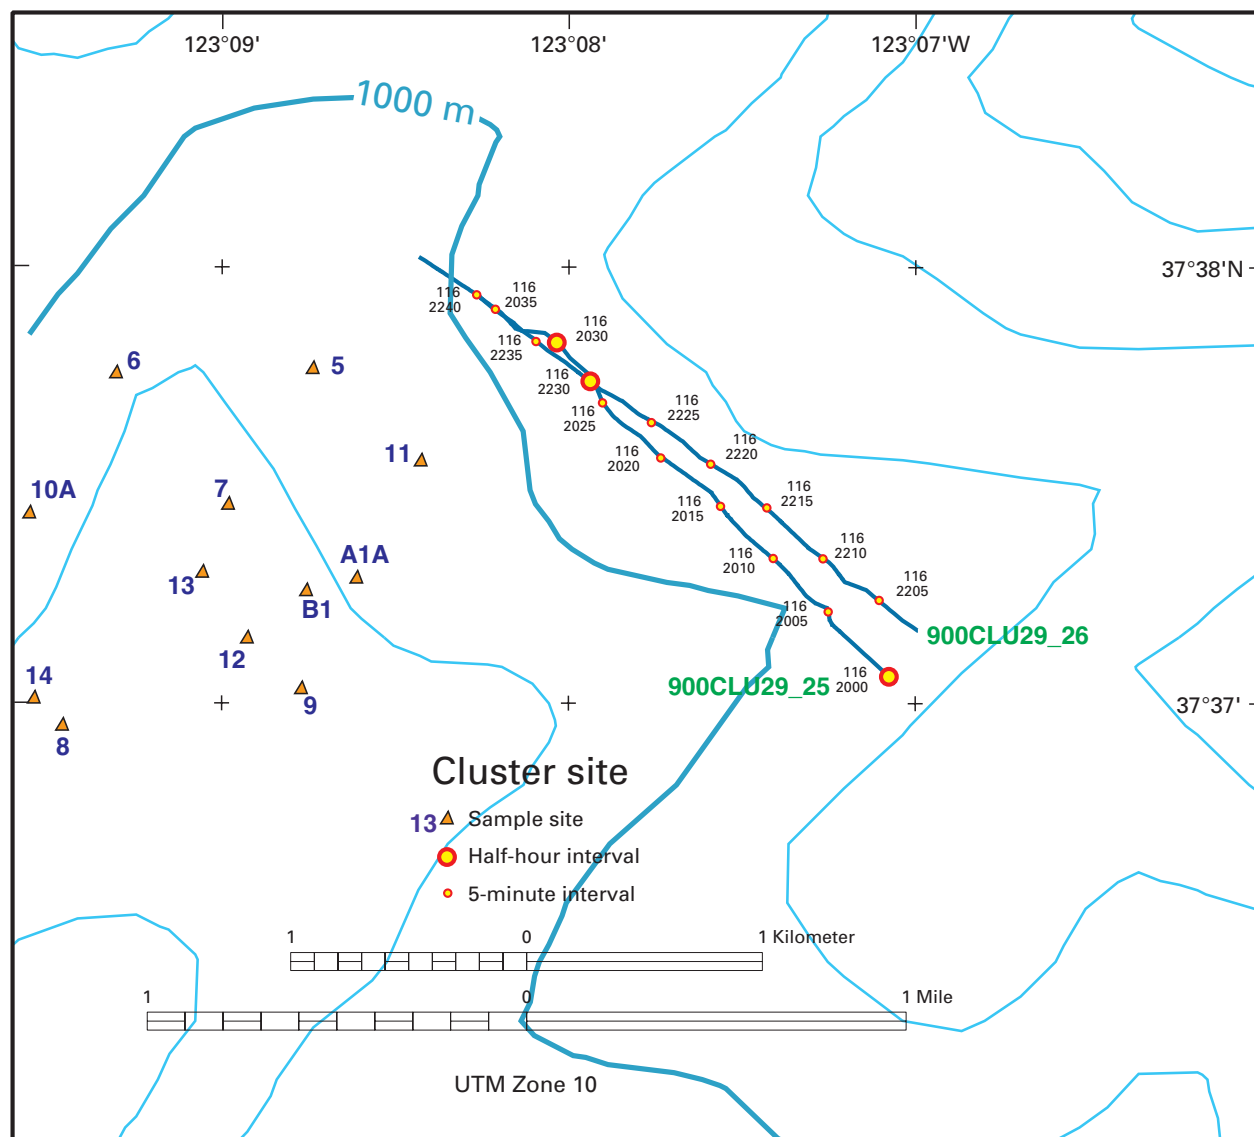 123°09'
123°08'
123°07'W
1000 m
37°38'N
116
2240
116
2035
116
2030
116
2235
116
2230
116
2025
116
2225
116
2020
116
2220
116
2015
116
2215
116
2010
116
2210
116
2005
116
2205
116
2000
6
5
11
10A
7
A1A
13
B1
12
14
9
8
900CLU29_26
900CLU29_25
37°37'
Cluster site
13 Sample site
Half-hour interval
5-minute interval
1 0 1 Kilometer
1 0 1 Mile
UTM Zone 10